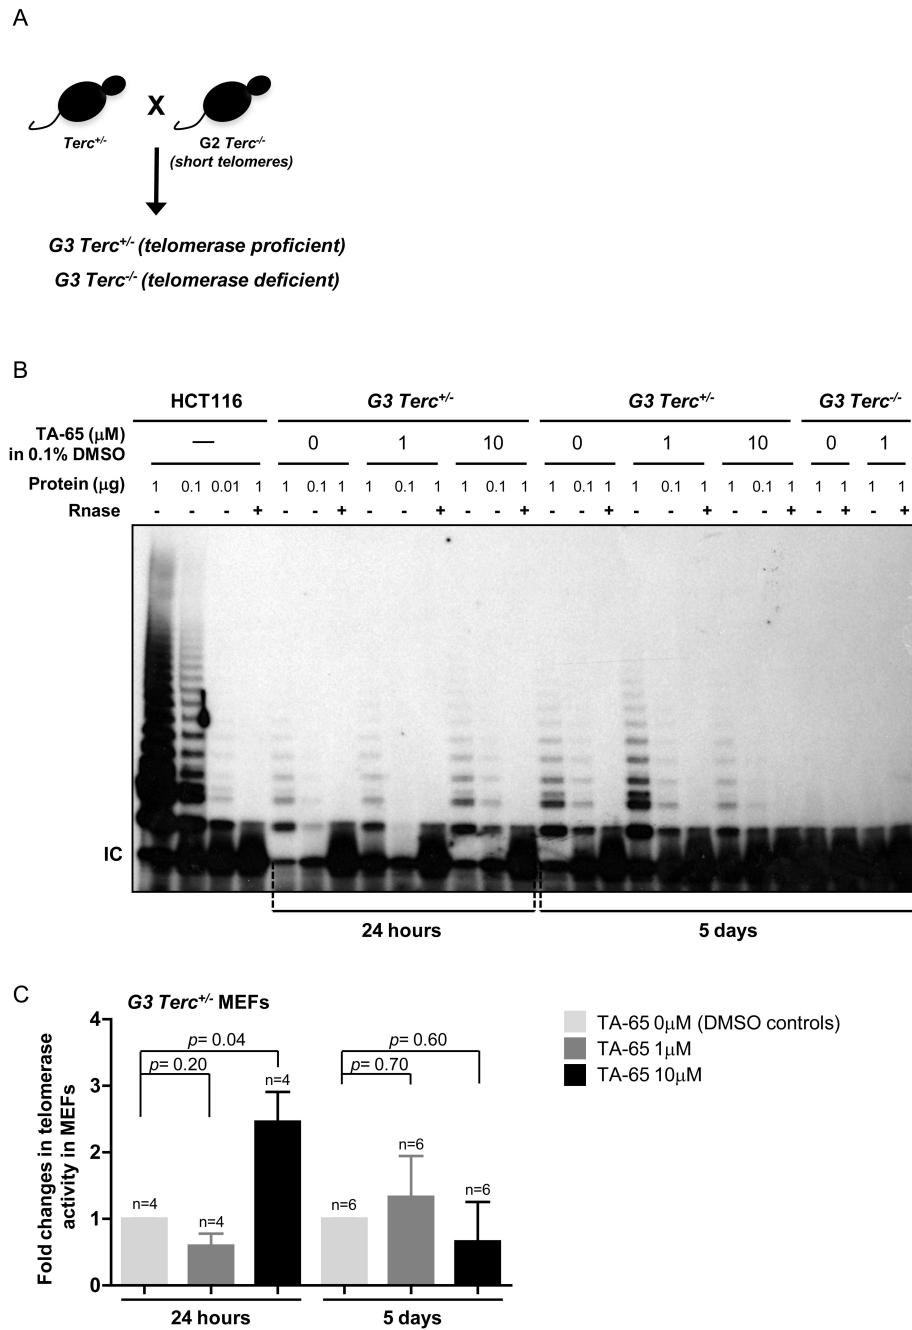 A
X
Terc+/-
G2 Terc-/-
(short telomeres)
G3 Terc+/- (telomerase proficient)
G3 Terc-/- (telomerase deficient)
B
HCT116 G3 Terc+/- G3 Terc+/- G3 Terc-/-
TA-65 (μM)
in 0.1% DMSO
— 0 1 10 0 1 10 0 1
Protein (μg) 1 0.1 0.01 1 1 0.1 1 1 0.1 1 1 0.1 1 1 0.1 1 1 0.1 1 1 0.1 1 1 1 1 1
Rnase - - - + - - + - - + - - + - - + - - + - - + - + - +
IC
24 hours 5 days
C
G3 Terc+/- MEFs
Fold changes in telomerase
activity in MEFs
4
3
2
1
0
p= 0.04
p= 0.20
n=4
n=4
n=4
p= 0.60
p= 0.70
n=6
n=6
n=6
24 hours 5 days
TA-65 0μM (DMSO controls)
TA-65 1μM
TA-65 10μM